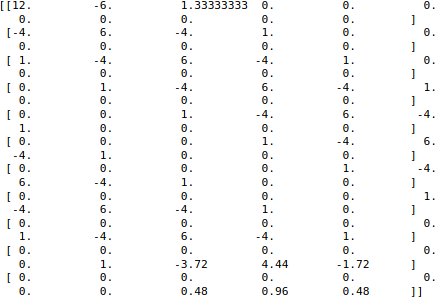 [[12. -6. 1.33333333 0. 0. 0.
0. 0. 0. 0. 0. ]
[-4. 6. -4. 1. 0. 0.
0. 0. 0. 0. 0. ]
[ 1. -4. 6. -4. 1. 0.
0. 0. 0. 0. 0. ]
[ 0. 1. -4. 6. -4. 1.
0. 0. 0. 0. 0. ]
[ 0. 0. 1. -4. 6. -4.
1. 0. 0. 0. 0. ]
[ 0. 0. 0. 1. -4. 6.
-4. 1. 0. 0. 0. ]
[ 0. 0. 0. 0. 1. -4.
6. -4. 1. 0. 0. ]
[ 0. 0. 0. 0. 0. 1.
-4. 6. -4. 1. 0. ]
[ 0. 0. 0. 0. 0. 0.
1. -4. 6. -4. 1. ]
[ 0. 0. 0. 0. 0. 0.
0. 1. -3.72 4.44 -1.72 ]
[ 0. 0. 0. 0. 0. 0.
0. 0. 0.48 0.96 0.48 ]]